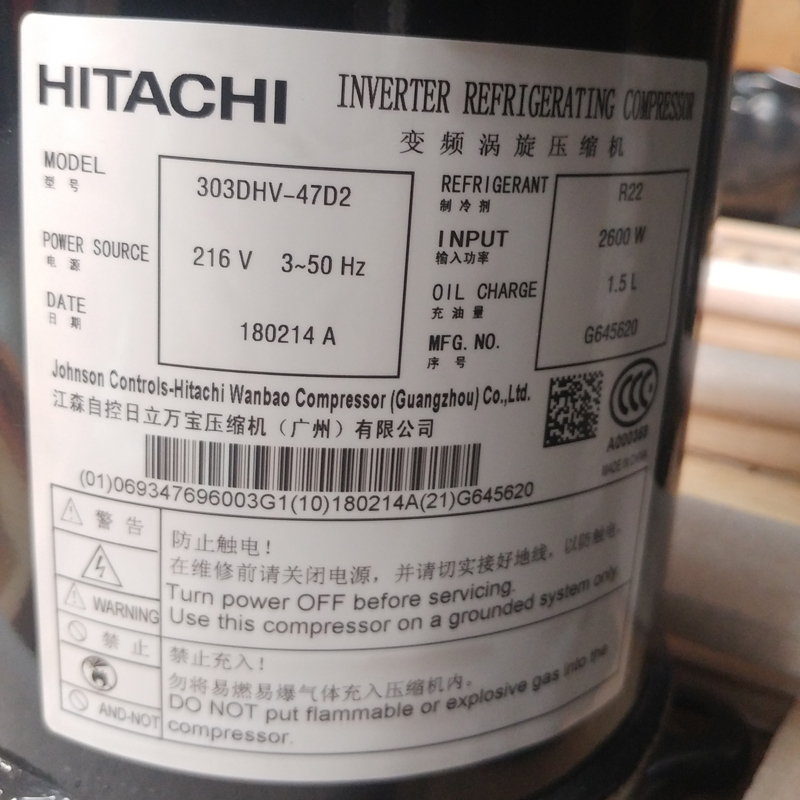 HITACHI INVERTER REFRIGERATING COMPRESSOR
变频涡旋压缩机
MODEL 303DHV-47D2
型号
POWER SOURCE 216 V 3~50 Hz
电源
DATE 180214 A
日期
REFRIGERANT R22
制冷剂
INPUT 2600 W
输入功率
OIL CHARGE 1.5 L
充油量
MFG. NO. G645620
序号
Johnson Controls-Hitachi Wanbao Compressor (Guangzhou) Co.,Ltd.
江森自控日立万宝压缩机（广州）有限公司
CCC
A000368
MADE IN CHINA
(01)069347696003G1(10)180214A(21)G645620
警告
防止触电！
在维修前请关闭电源，并请切实接好地线，以防触电。
Turn power OFF before servicing.
WARNING
Use this compressor on a grounded system only.
禁止
禁止充入！
勿将易燃易爆气体充入压缩机内。
DO NOT put flammable or explosive gas into the
AND-NOT
compressor.